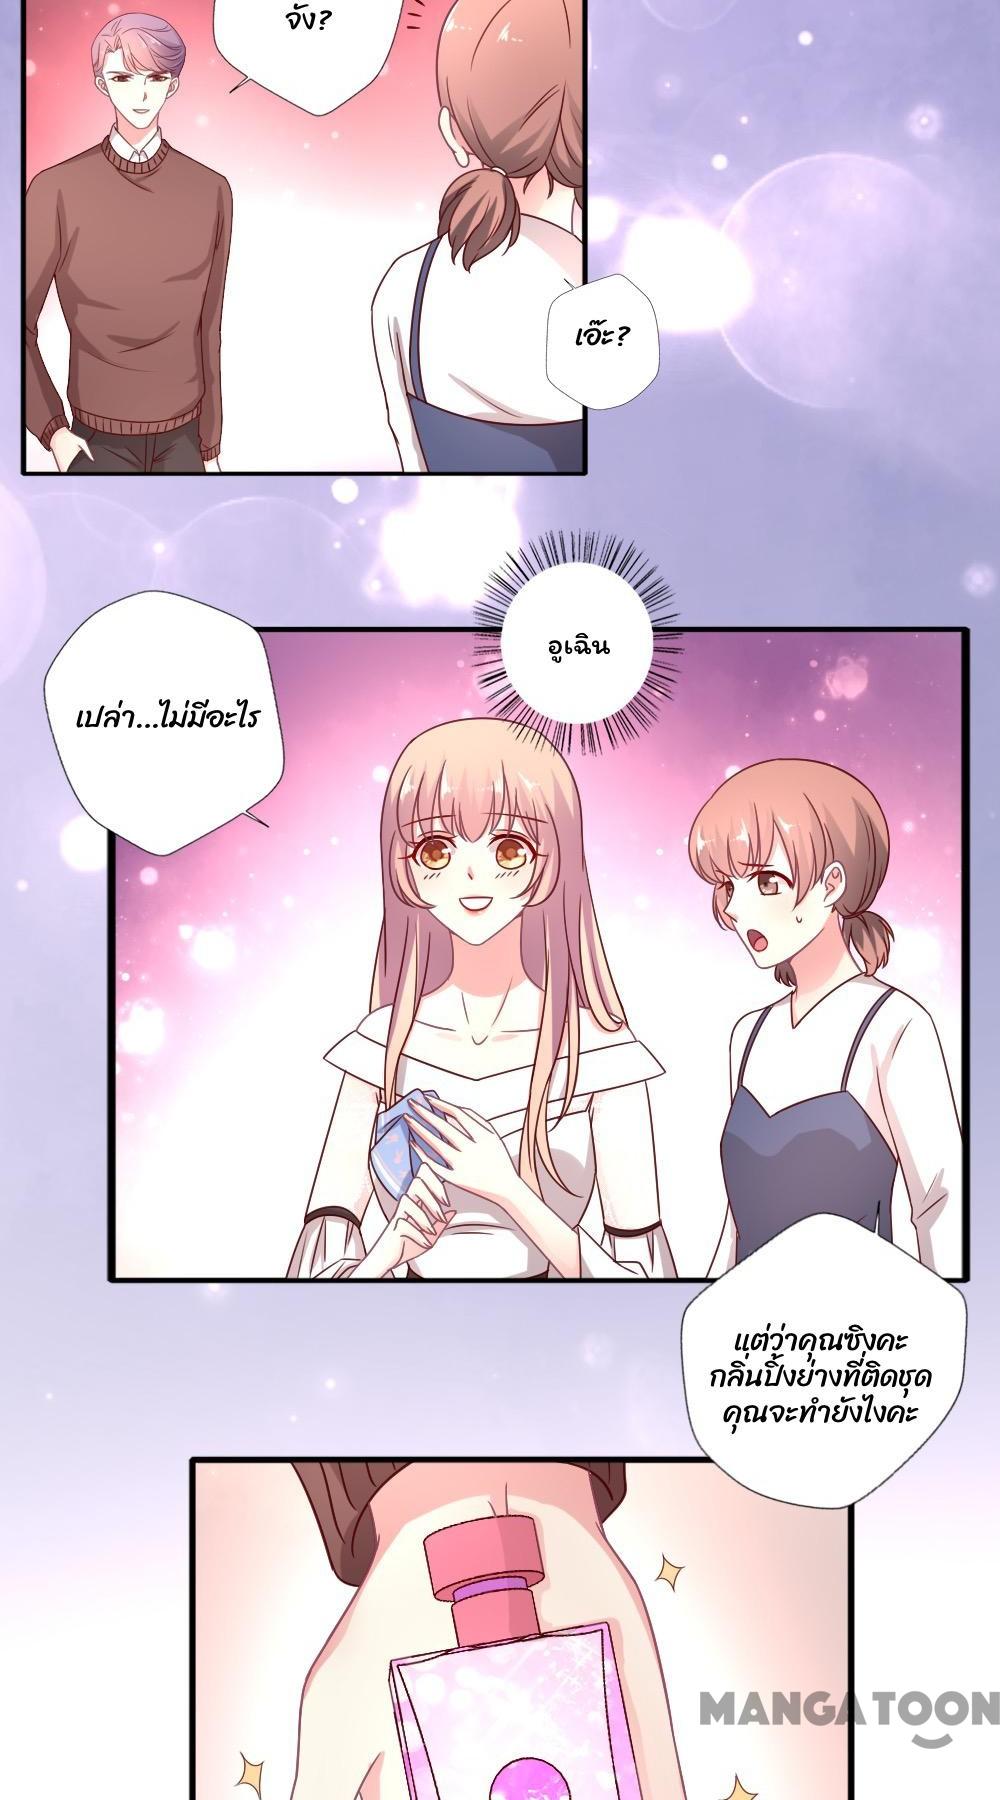 จัง?
เอ๊ะ?
อูเฉิน
เปล่า...ไม่มีอะไร
แต่ว่าคุณซิงคะ
กลิ่นปิ้งย่างที่ติดชุด
คุณจะทำยังไงคะ
MANGATOON